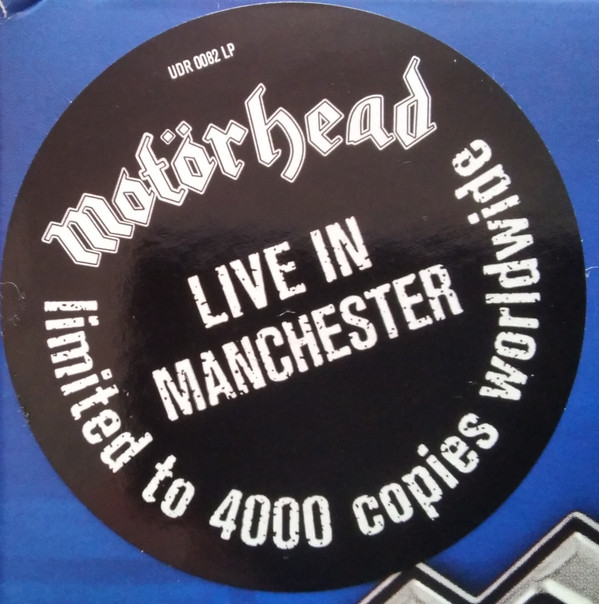 UDR 0082 LP
Motörhead
LIVE IN
MANCHESTER
limited to 4000 copies worldwide